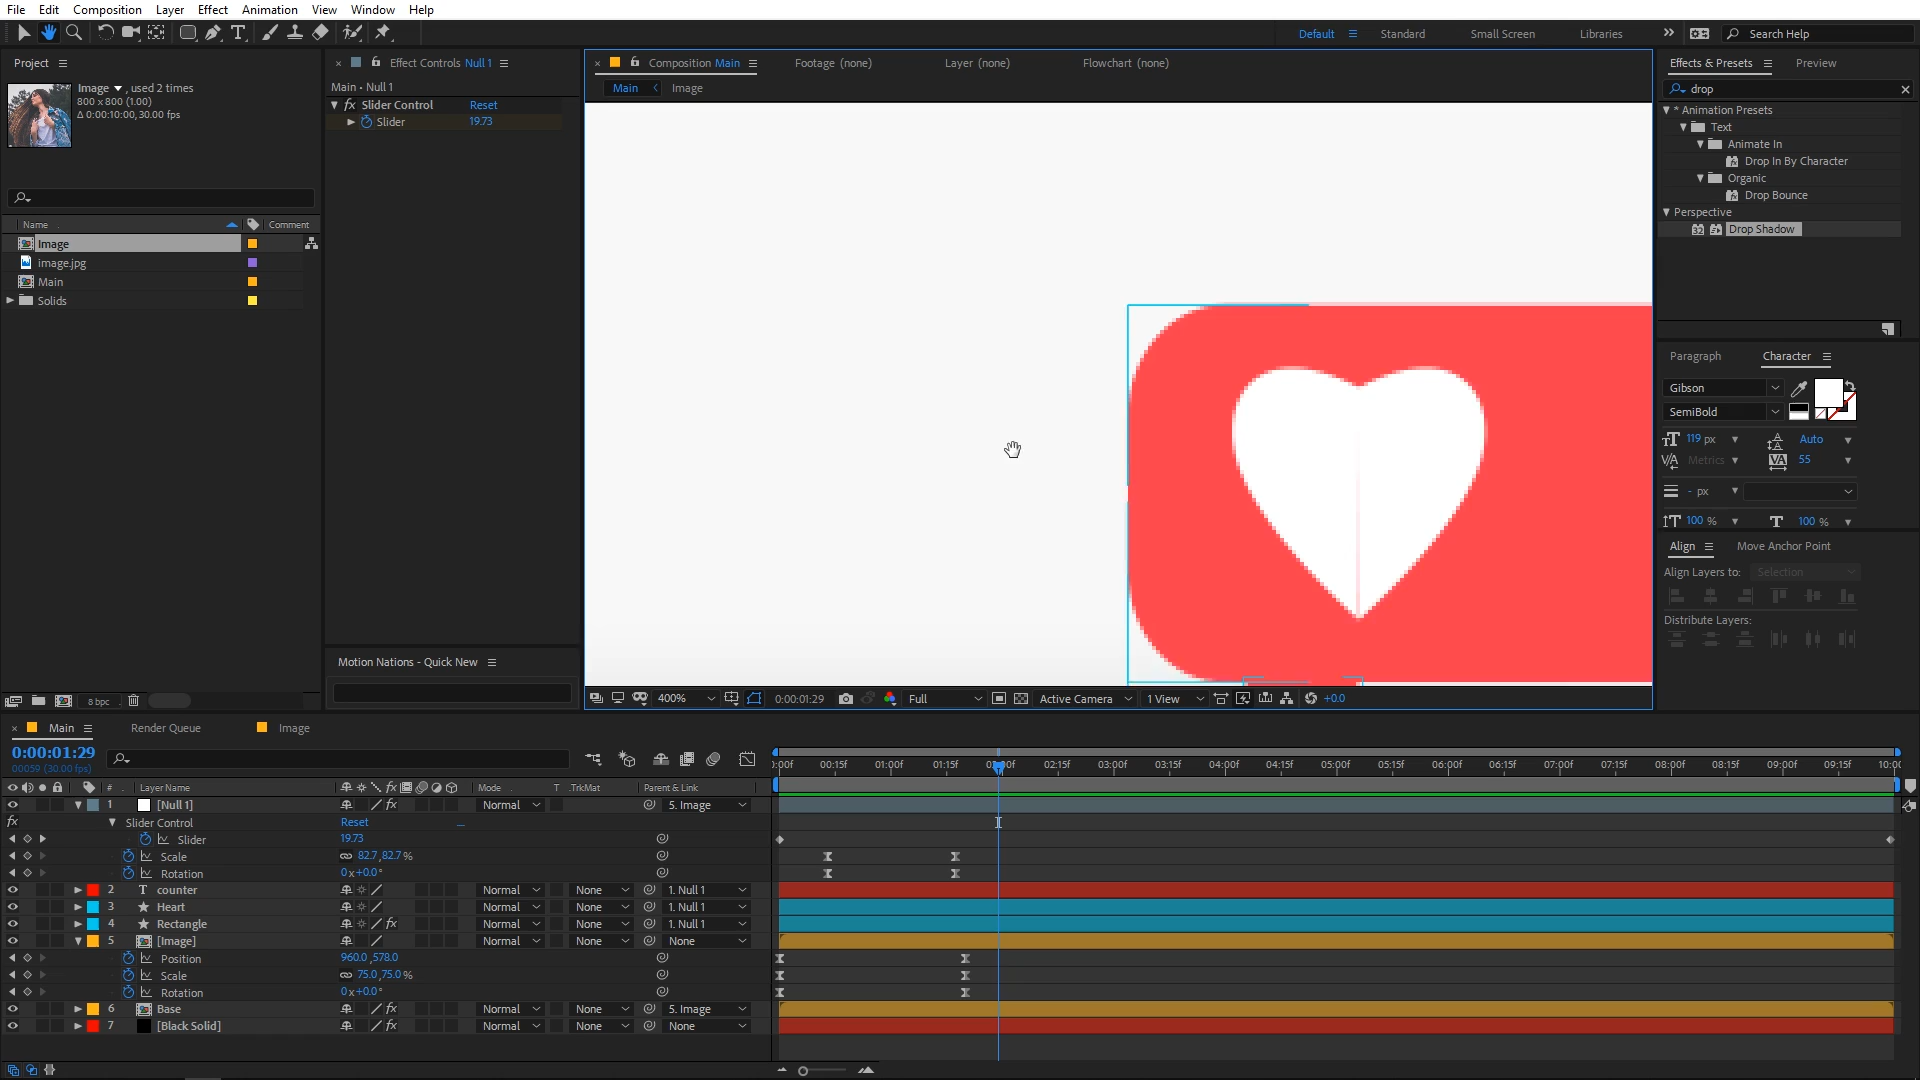 File Edit Composition Layer Effect Animation View Window Help
Default Standard Small Screen Libraries Search Help
Project
Image , used 2 times
800 x 800 (1.00)
Δ 0:00:10:00, 30.00 fps
Name Comment
Image
image.jpg
Main
Solids
8 bpc
Effect Controls Null 1
Main • Null 1
fx Slider Control Reset
Slider 19.73
Motion Nations - Quick New
Composition Main Footage (none) Layer (none) Flowchart (none)
Main Image
400% 0:00:01:29 Full Active Camera 1 View +0.0
Effects & Presets Preview
drop
* Animation Presets
Text
Animate In
Drop In By Character
Organic
Drop Bounce
Perspective
32 Drop Shadow
Paragraph Character
Gibson
SemiBold
119 px Auto
Metrics 55
- px
100 % 100 %
Align Move Anchor Point
Align Layers to: Selection
Distribute Layers:
Main Render Queue Image
0:00:01:29
00059 (30.00 fps)
:00f 00:15f 01:00f 01:15f 02:00f 02:15f 03:00f 03:15f 04:00f 04:15f 05:00f 05:15f 06:00f 06:15f 07:00f 07:15f 08:00f 08:15f 09:00f 09:15f 10:00
# Layer Name fx Mode T .TrkMat Parent & Link
1 [Null 1] fx Normal 5. Image
fx Slider Control Reset
Slider 19.73
Scale 82.7,82.7%
Rotation 0x+0.0°
2 T counter Normal None 1. Null 1
3 Heart Normal None 1. Null 1
4 Rectangle fx Normal None 1. Null 1
5 [Image] Normal None None
Position 960.0,578.0
Scale 75.0,75.0%
Rotation 0x+0.0°
6 Base fx Normal None 5. Image
7 [Black Solid] fx Normal None None